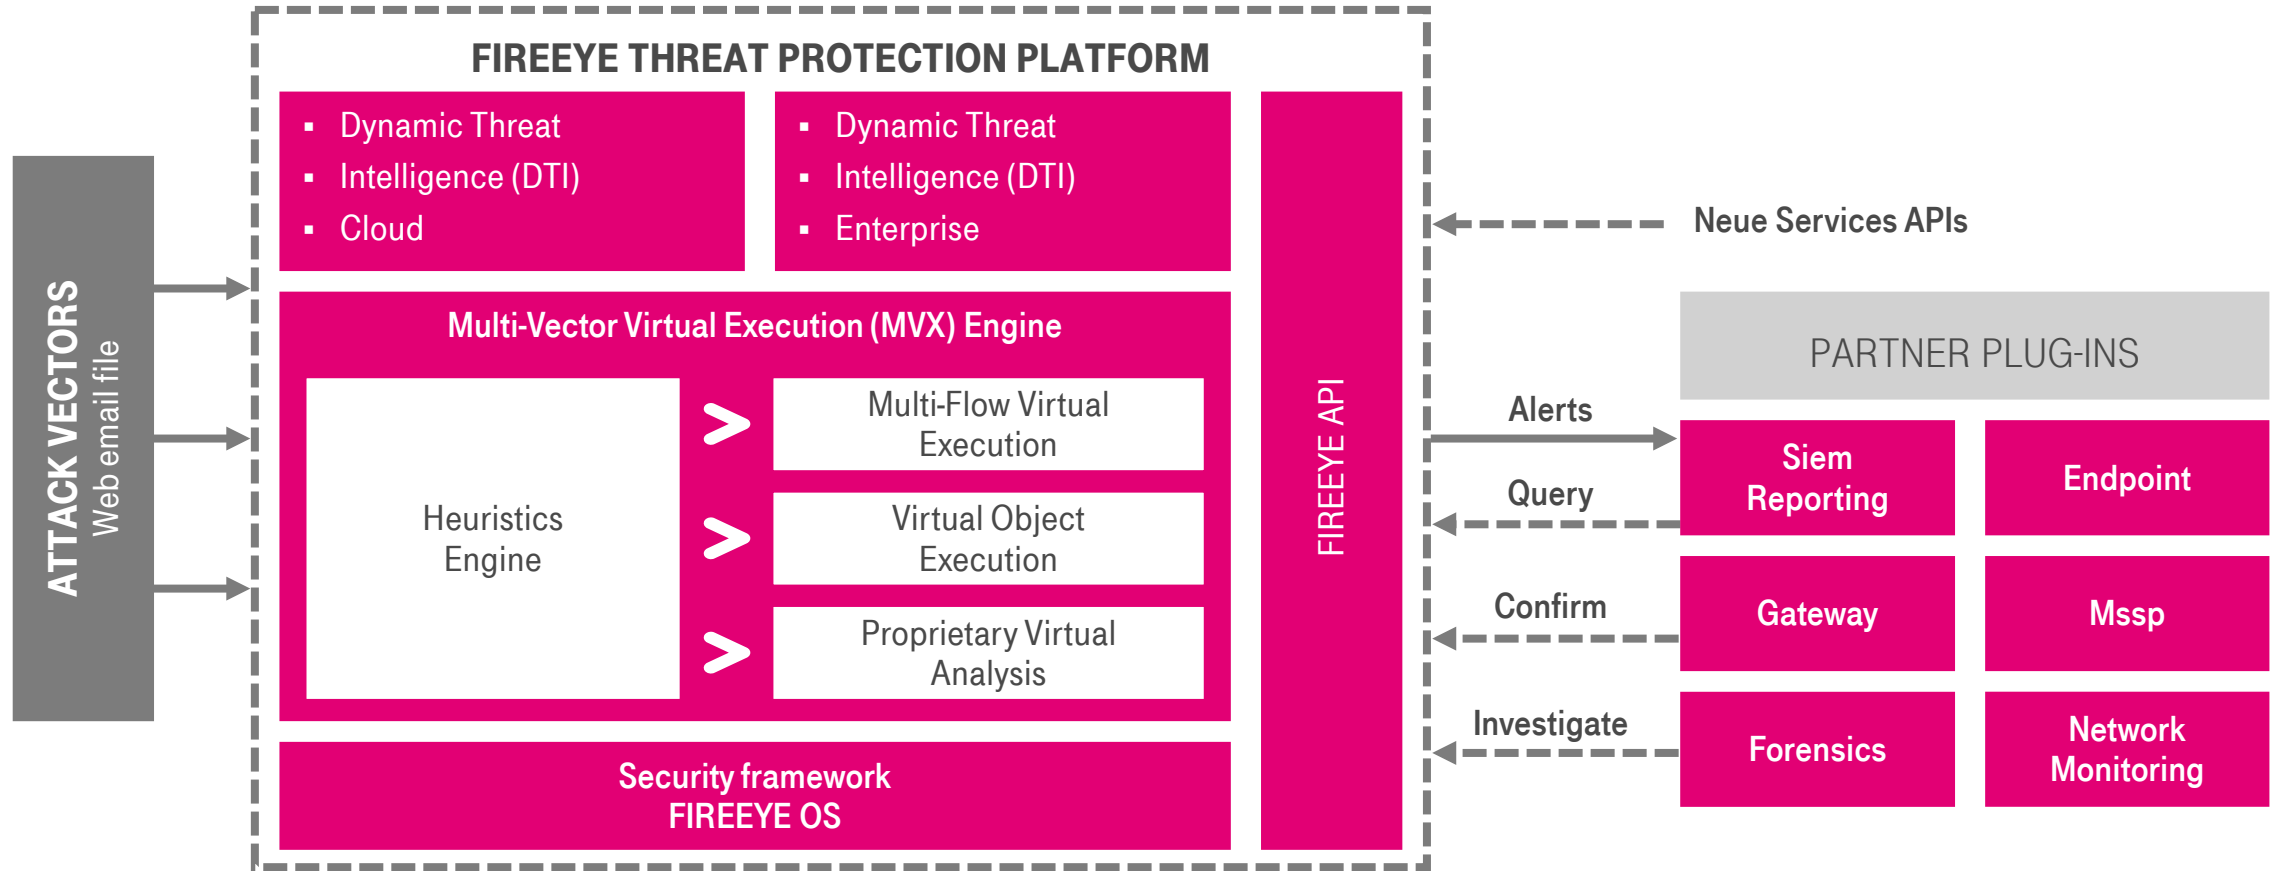 FIREEYE THREAT PROTECTION PLATFORM
ATTACK VECTORS
Web email file
▪ Dynamic Threat
▪ Intelligence (DTI)
▪ Cloud
▪ Dynamic Threat
▪ Intelligence (DTI)
▪ Enterprise
Multi-Vector Virtual Execution (MVX) Engine
Heuristics
Engine
>
Multi-Flow Virtual
Execution
>
Virtual Object
Execution
>
Proprietary Virtual
Analysis
Security framework
FIREEYE OS
FIREEYE API
Neue Services APIs
Alerts
Query
Confirm
Investigate
PARTNER PLUG-INS
Siem
Reporting
Endpoint
Gateway
Mssp
Forensics
Network
Monitoring